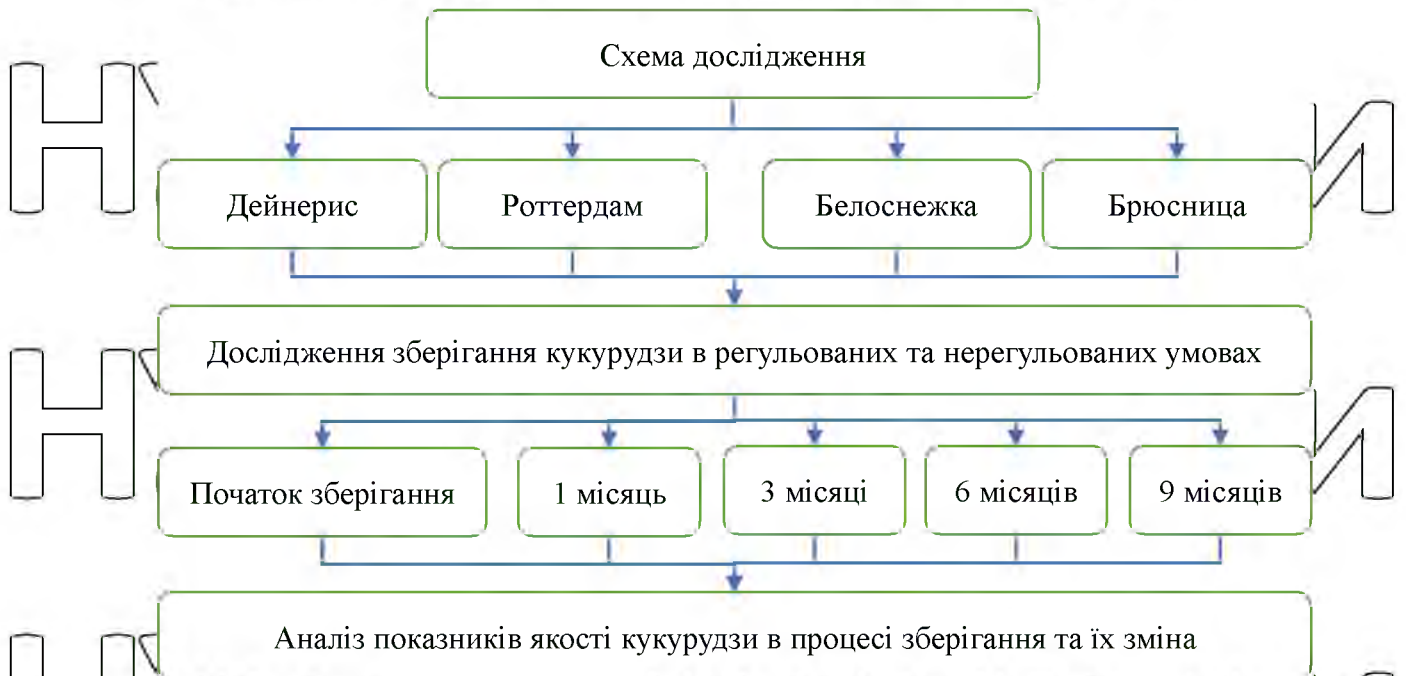 Схема дослідження
Дейнерис
Роттердам
Белоснежка
Брюсница
Дослідження зберігання кукурудзи в регульованих та нерегульованих умовах
Початок зберігання
1 місяць
3 місяці
6 місяців
9 місяців
Аналіз показників якості кукурудзи в процесі зберігання та їх зміна